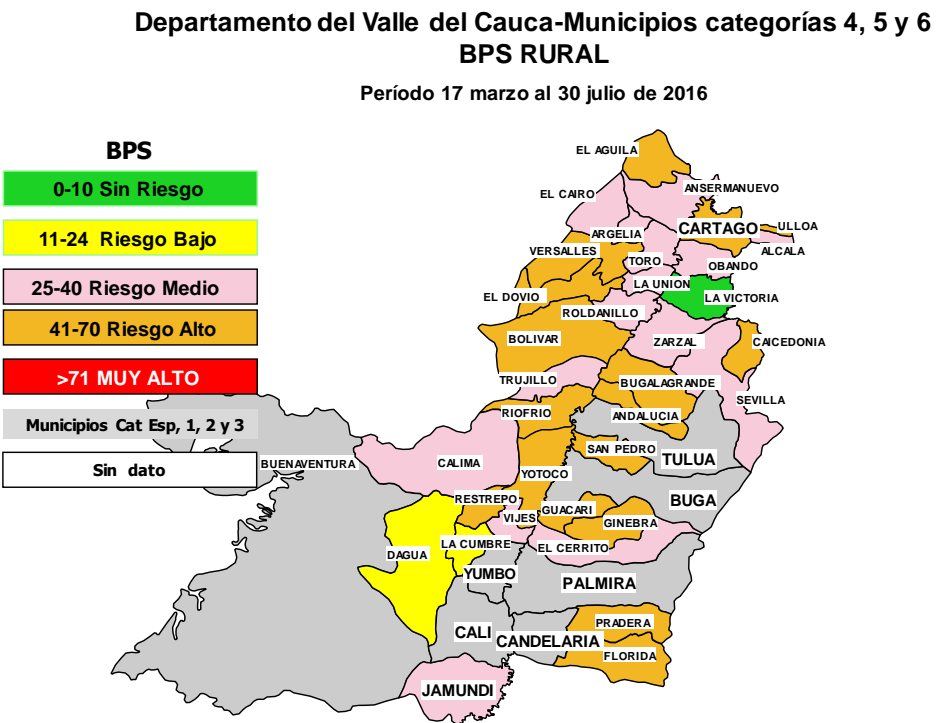 Departamento del Valle del Cauca-Municipios categorías 4, 5 y 6
BPS RURAL
Período 17 marzo al 30 julio de 2016
BPS
0-10 Sin Riesgo
11-24 Riesgo Bajo
25-40 Riesgo Medio
41-70 Riesgo Alto
>71 MUY ALTO
Municipios Cat Esp, 1, 2 y 3
Sin dato
EL AGUILA
EL CAIRO
ANSERMANUEVO
ARGELIA
CARTAGO
ULLOA
VERSALLES
ALCALA
TORO
OBANDO
LA UNION
EL DOVIO
LA VICTORIA
ROLDANILLO
BOLIVAR
ZARZAL
CAICEDONIA
TRUJILLO
BUGALAGRANDE
SEVILLA
RIOFRIO
ANDALUCIA
SAN PEDRO
TULUA
BUENAVENTURA
CALIMA
YOTOCO
RESTREPO
BUGA
GUACARI
VIJES
GINEBRA
LA CUMBRE
EL CERRITO
DAGUA
YUMBO
PALMIRA
PRADERA
CALI
CANDELARIA
FLORIDA
JAMUNDI